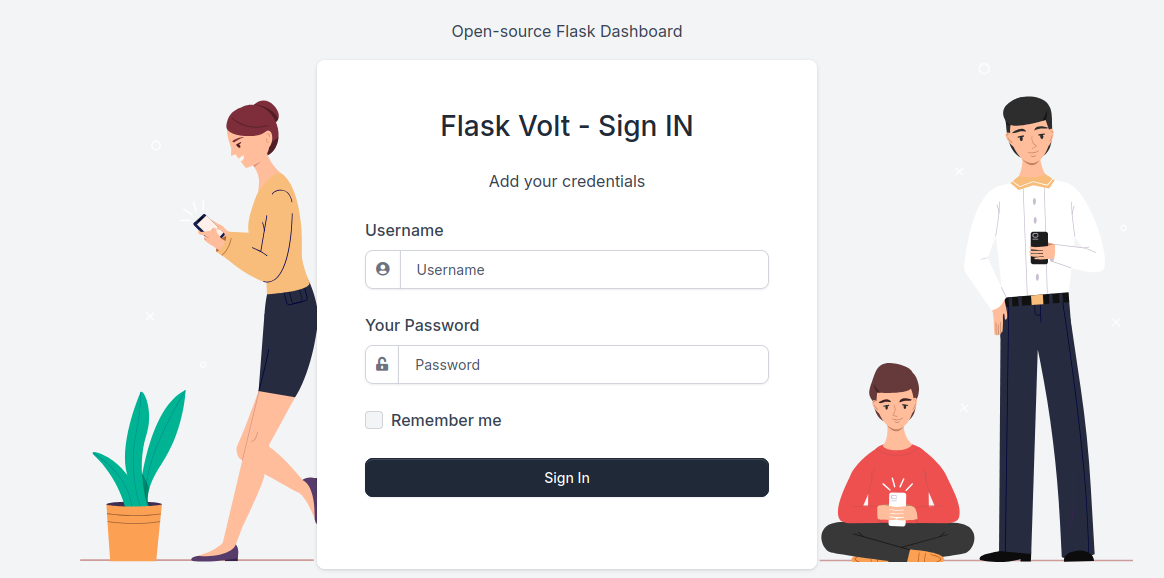 Open-source Flask Dashboard
Flask Volt - Sign IN
Add your credentials
Username
Username
Your Password
Password
Remember me
Sign In